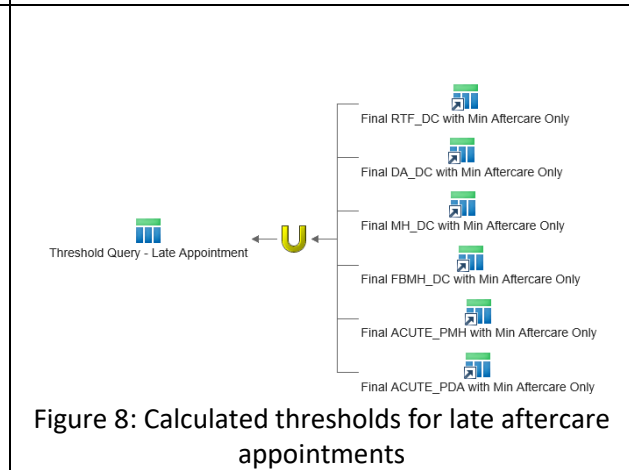 Final RTF_DC with Min Aftercare Only
Final DA_DC with Min Aftercare Only
Final MH_DC with Min Aftercare Only
Threshold Query - Late Appointment
Final FBMH_DC with Min Aftercare Only
Final ACUTE_PMH with Min Aftercare Only
Final ACUTE_PDA with Min Aftercare Only
Figure 8: Calculated thresholds for late aftercare
appointments